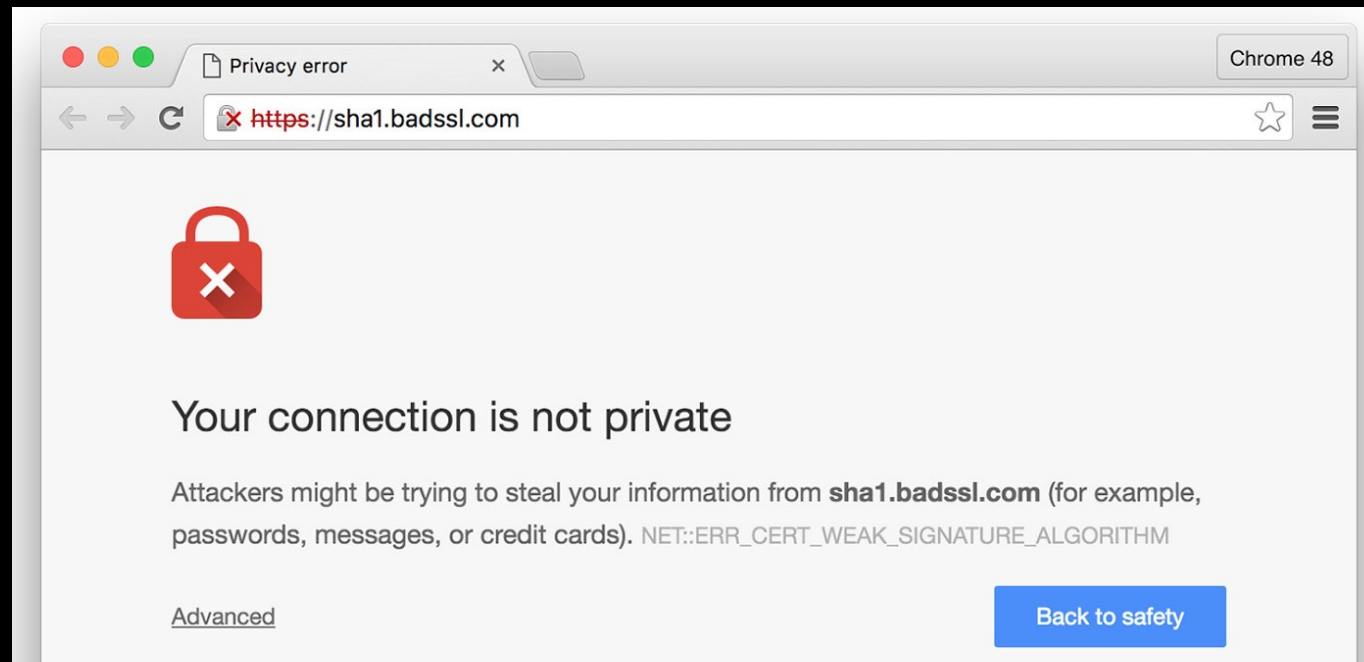 Privacy error
Chrome 48
https://sha1.badssl.com
Your connection is not private
Attackers might be trying to steal your information from sha1.badssl.com (for example,
passwords, messages, or credit cards). NET::ERR_CERT_WEAK_SIGNATURE_ALGORITHM
Advanced
Back to safety